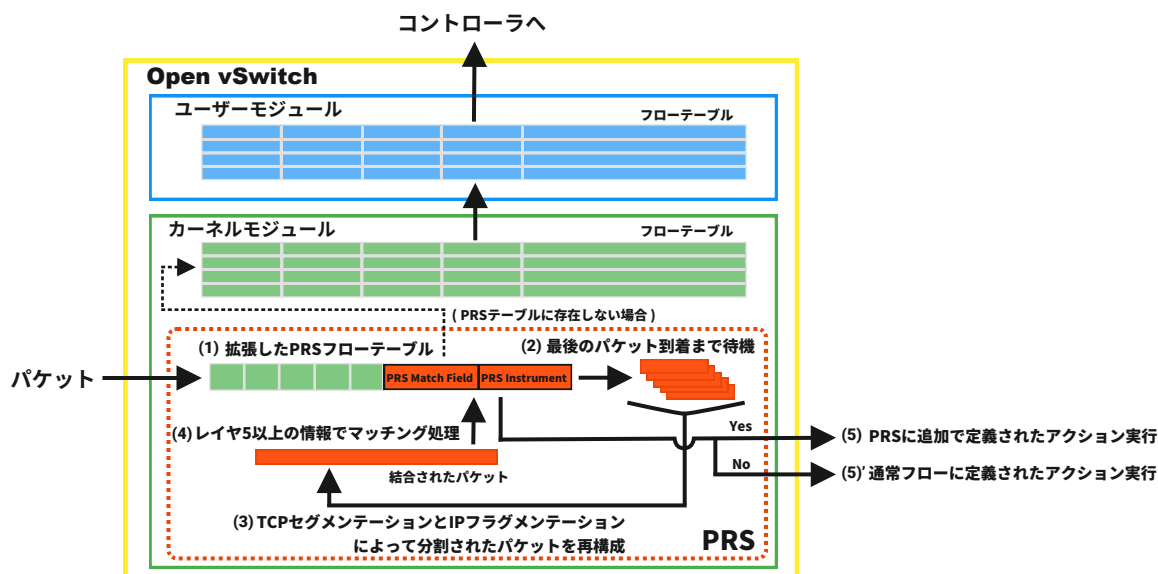 コントローラへ
Open vSwitch
ユーザーモジュール
フローテーブル
カーネルモジュール
フローテーブル
( PRSテーブルに存在しない場合 )
(1) 拡張したPRSフローテーブル
(2) 最後のパケット到着まで待機
パケット
PRS Match Field
PRS Instrument
(4) レイヤ5以上の情報でマッチング処理
Yes
(5) PRSに追加で定義されたアクション実行
No
(5)’ 通常フローに定義されたアクション実行
結合されたパケット
(3) TCPセグメンテーションとIPフラグメンテーション
によって分割されたパケットを再構成
PRS